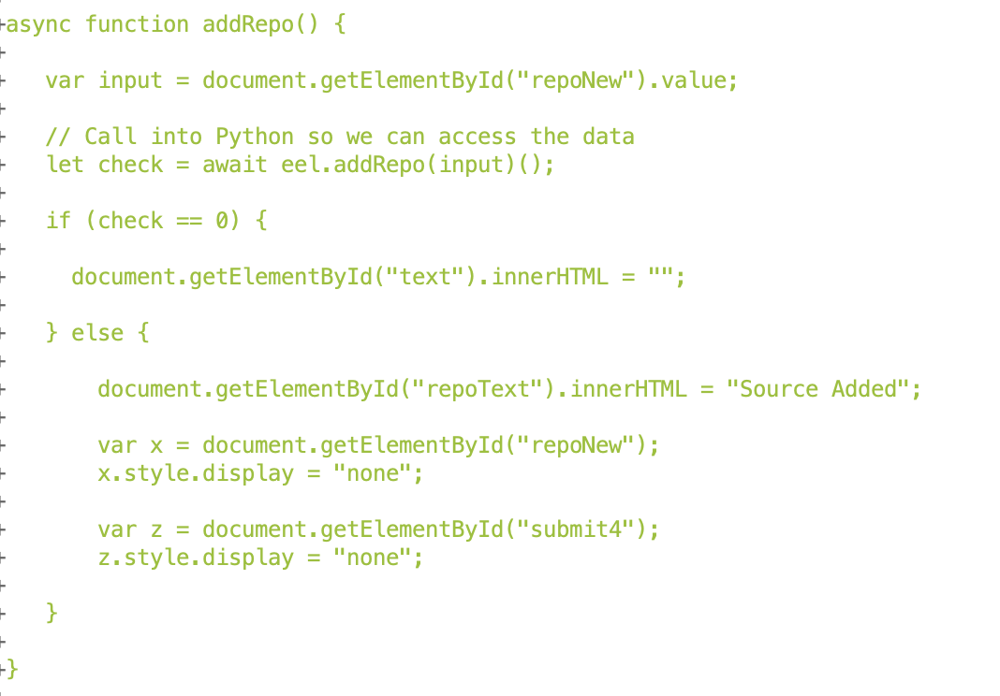 +async function addRepo() {
+
+   var input = document.getElementById("repoNew").value;
+
+   // Call into Python so we can access the data
+   let check = await eel.addRepo(input)();
+
+   if (check == 0) {
+
+     document.getElementById("text").innerHTML = "";
+
+   } else {
+
+       document.getElementById("repoText").innerHTML = "Source Added";
+
+       var x = document.getElementById("repoNew");
+       x.style.display = "none";
+
+       var z = document.getElementById("submit4");
+       z.style.display = "none";
+
+   }
+
+}